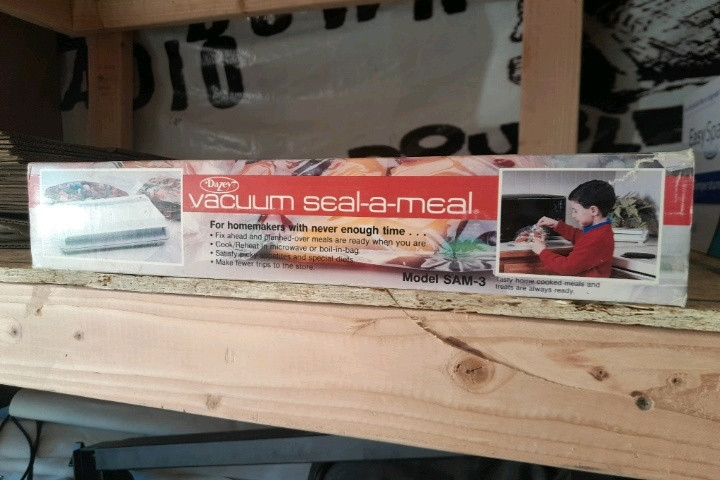 BROWN
Dazey
vacuum seal-a-meal
For homemakers with never enough time . . .
• Fix ahead and planned-over meals are ready when you are.
• Cook/Reheat in microwave or boil-in-bag.
• Satisfy picky appetites and special diets.
• Make fewer trips to the store.
Model SAM-3
Tasty home cooked meals and
treats are always ready.